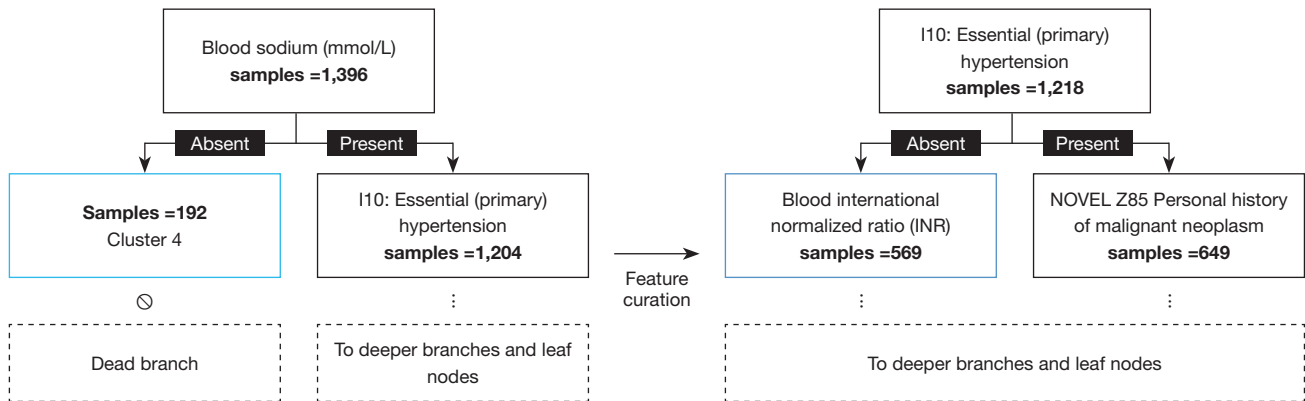 Blood sodium (mmol/L)
samples =1,396
Absent
Present
Samples =192
Cluster 4
I10: Essential (primary)
hypertension
samples =1,204
Dead branch
To deeper branches and leaf
nodes
Feature
curation
I10: Essential (primary)
hypertension
samples =1,218
Absent
Present
Blood international
normalized ratio (INR)
samples =569
NOVEL Z85 Personal history
of malignant neoplasm
samples =649
To deeper branches and leaf nodes